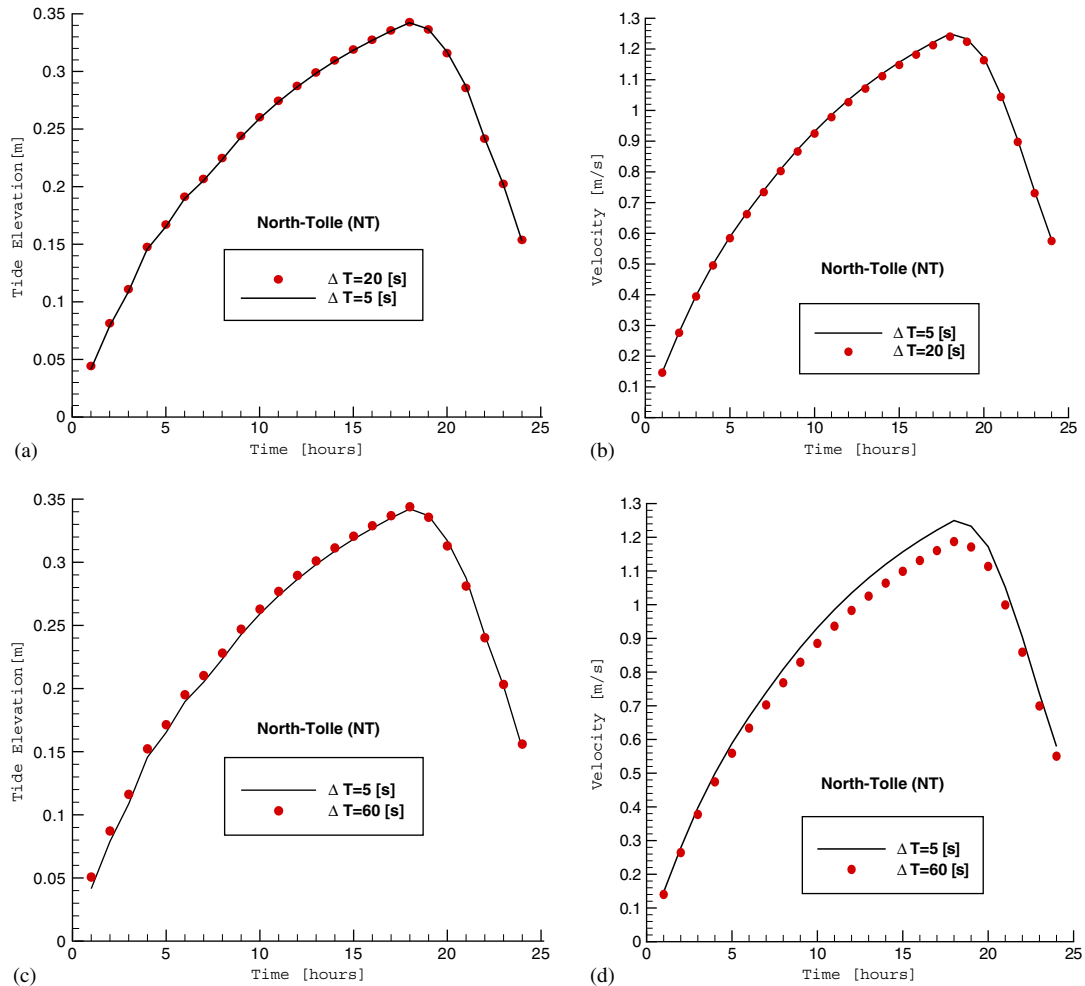 0.35
0.3
0.25
0.2
0.15
0.1
0.05
0
Tide Elevation[m]
North-Tolle (NT)
Δ T=20 [s]
Δ T=5 [s]
0 5 10 15 20 25
Time [hours]
(a)
1.3
1.2
1.1
1
0.9
0.8
0.7
0.6
0.5
0.4
0.3
0.2
0.1
0
Velocity [m/s]
North-Tolle (NT)
Δ T=5 [s]
Δ T=20 [s]
0 5 10 15 20 25
Time [hours]
(b)
0.35
0.3
0.25
0.2
0.15
0.1
0.05
0
Tide Elevation[m]
North-Tolle (NT)
Δ T=5 [s]
Δ T=60 [s]
0 5 10 15 20 25
Time [hours]
(c)
1.3
1.2
1.1
1
0.9
0.8
0.7
0.6
0.5
0.4
0.3
0.2
0.1
0
Velocity [m/s]
North-Tolle (NT)
Δ T=5 [s]
Δ T=60 [s]
0 5 10 15 20 25
Time [hours]
(d)